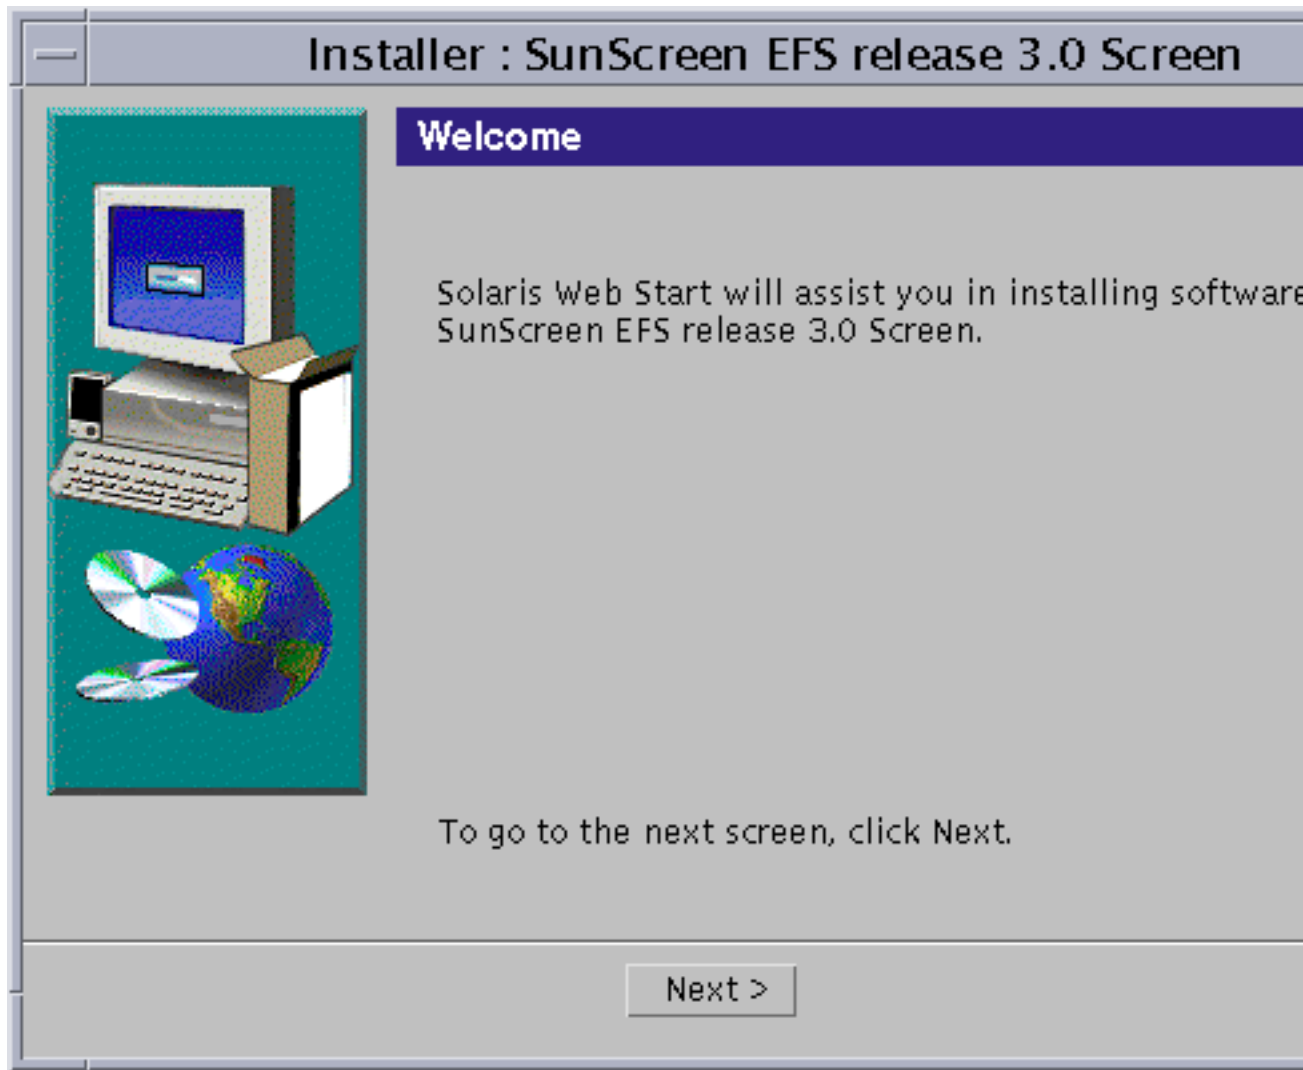 Installer : SunScreen EFS release 3.0 Screen
Welcome
Solaris Web Start will assist you in installing software
SunScreen EFS release 3.0 Screen.
To go to the next screen, click Next.
Next >